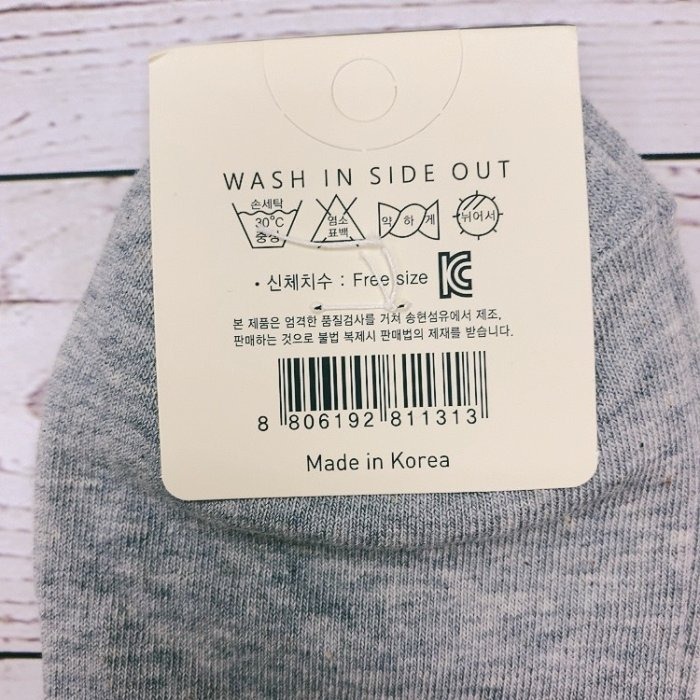 WASH IN SIDE OUT
손세탁
30°C
중성
염소
표백
약하게
뉘어서
• 신체치수 : Free size KC
본 제품은 엄격한 품질검사를 거쳐 송현섬유에서 제조,
판매하는 것으로 불법 복제시 판매법의 제재를 받습니다.
8 806192 811313
Made in Korea